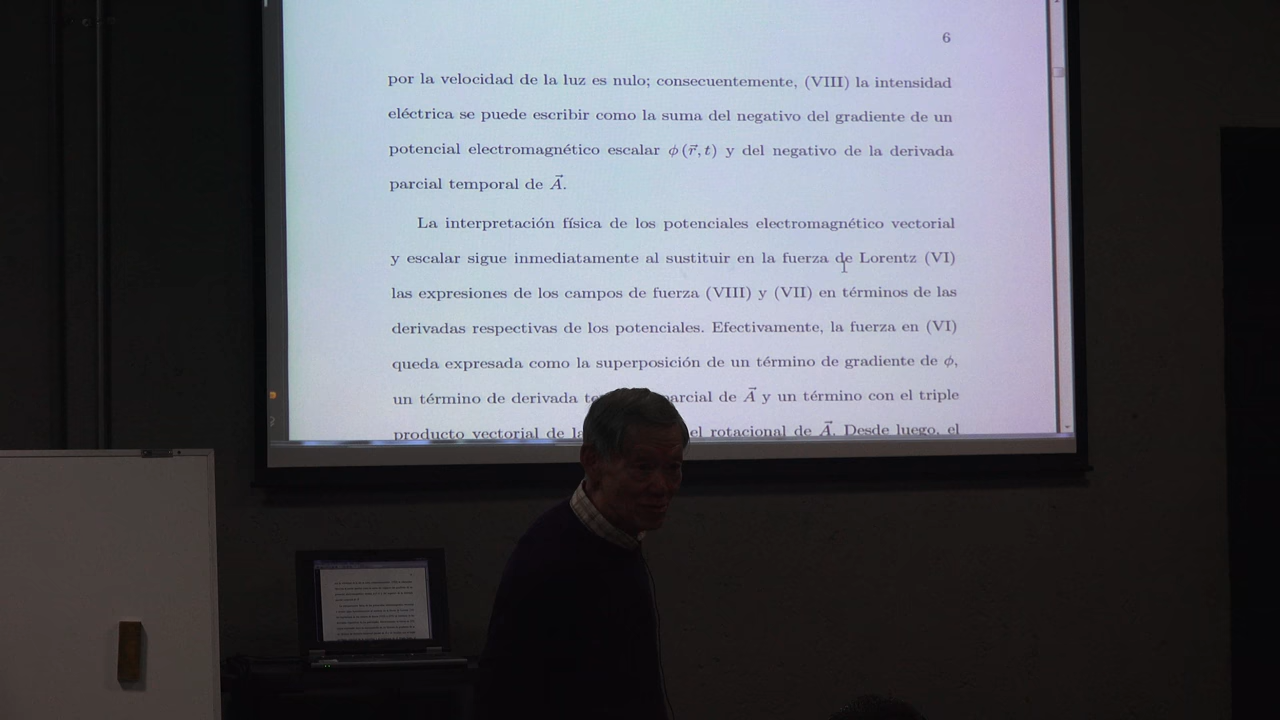 6
por la velocidad de la luz es nulo; consecuentemente, (VIII) la intensidad
eléctrica se puede escribir como la suma del negativo del gradiente de un
potencial electromagnético escalar ϕ(r⃗, t) y del negativo de la derivada
parcial temporal de A⃗.
La interpretación física de los potenciales electromagnético vectorial
y escalar sigue inmediatamente al sustituir en la fuerza de Lorentz (VI)
las expresiones de los campos de fuerza (VIII) y (VII) en términos de las
derivadas respectivas de los potenciales. Efectivamente, la fuerza en (VI)
queda expresada como la superposición de un término de gradiente de ϕ,
un término de derivada parcial de A⃗ y un término con el triple
producto vectorial de el rotacional de A⃗. Desde luego, el